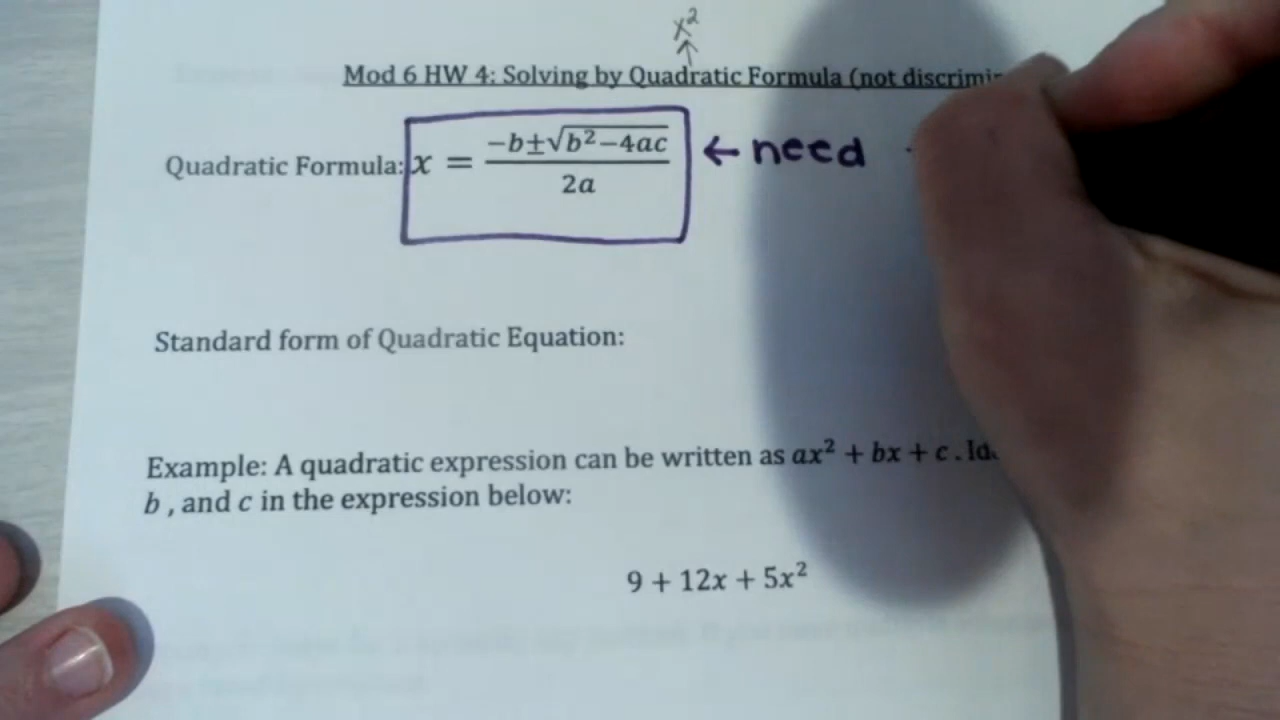 x²
↑
Mod 6 HW 4: Solving by Quadratic Formula (not
Quadratic Formula: x = \frac{-b±\sqrt{b²-4ac}}{2a} ← need
Standard form of Quadratic Equation:
Example: A quadratic expression can be written as ax² + bx + c .
b , and c in the expression below:
9 + 12x + 5x²